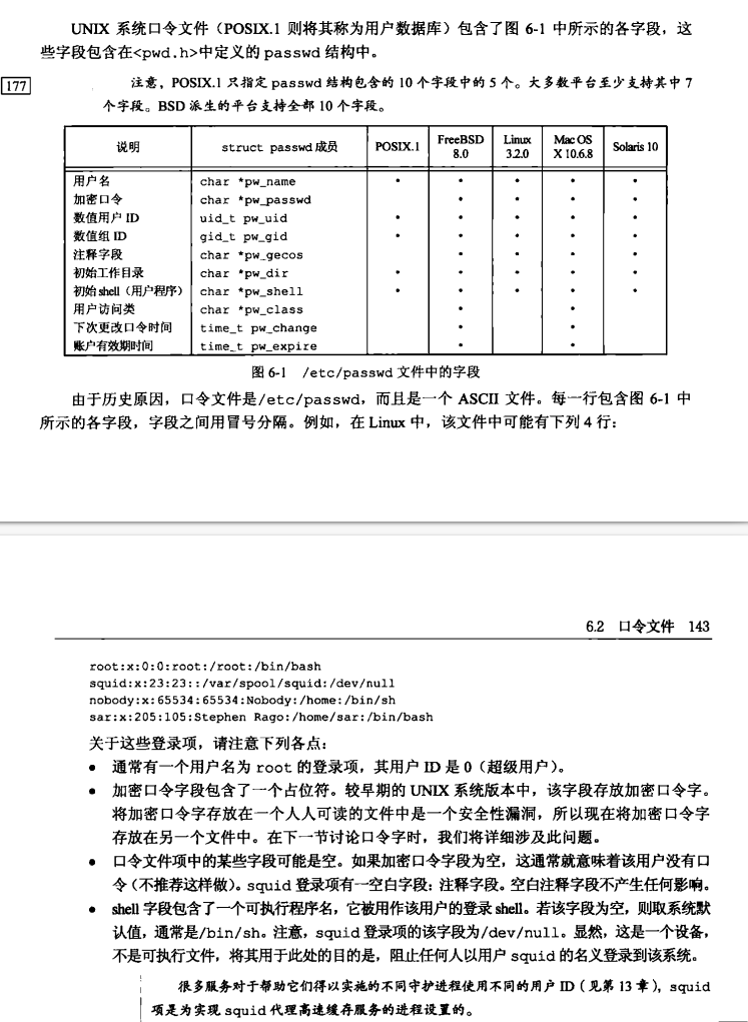 UNIX 系统口令文件（POSIX.1 则将其称为用户数据库）包含了图 6-1 中所示的各字段，这
些字段包含在<pwd.h>中定义的 passwd 结构中。
177
注意，POSIX.1 只指定 passwd 结构包含的 10 个字段中的 5 个。大多数平台至少支持其中 7
个字段。BSD 派生的平台支持全部 10 个字段。
说明 struct passwd 成员 POSIX.1 FreeBSD 8.0 Linux 3.2.0 Mac OS X 10.6.8 Solaris 10
用户名 char *pw_name • • • • •
加密口令 char *pw_passwd • • • •
数值用户 ID uid_t pw_uid • • • • •
数值组 ID gid_t pw_gid • • • • •
注释字段 char *pw_gecos • • • •
初始工作目录 char *pw_dir • • • • •
初始 shell（用户程序） char *pw_shell • • • • •
用户访问类 char *pw_class • •
下次更改口令时间 time_t pw_change • •
账户有效期时间 time_t pw_expire • •
图 6-1 /etc/passwd 文件中的字段
由于历史原因，口令文件是/etc/passwd，而且是一个 ASCII 文件。每一行包含图 6-1 中
所示的各字段，字段之间用冒号分隔。例如，在 Linux 中，该文件中可能有下列 4 行：
6.2 口令文件 143
root:x:0:0:root:/root:/bin/bash
squid:x:23:23::/var/spool/squid:/dev/null
nobody:x:65534:65534:Nobody:/home:/bin/sh
sar:x:205:105:Stephen Rago:/home/sar:/bin/bash
关于这些登录项，请注意下列各点：
• 通常有一个用户名为 root 的登录项，其用户 ID 是 0（超级用户）。
• 加密口令字段包含了一个占位符。较早期的 UNIX 系统版本中，该字段存放加密口令字。
将加密口令字存放在一个人人可读的文件中是一个安全性漏洞，所以现在将加密口令字
存放在另一个文件中。在下一节讨论口令字时，我们将详细涉及此问题。
• 口令文件项中的某些字段可能是空。如果加密口令字段为空，这通常就意味着该用户没有口
令（不推荐这样做）。squid 登录项有一空白字段：注释字段。空白注释字段不产生任何影响。
• shell 字段包含了一个可执行程序名，它被用作该用户的登录 shell。若该字段为空，则取系统默
认值，通常是/bin/sh。注意，squid 登录项的该字段为/dev/null。显然，这是一个设备，
不是可执行文件，将其用于此处的目的是，阻止任何人以用户 squid 的名义登录到该系统。
很多服务对于帮助它们得以实施的不同守护进程使用不同的用户 ID（见第 13 章），squid
项是为实现 squid 代理高速缓存服务的进程设置的。